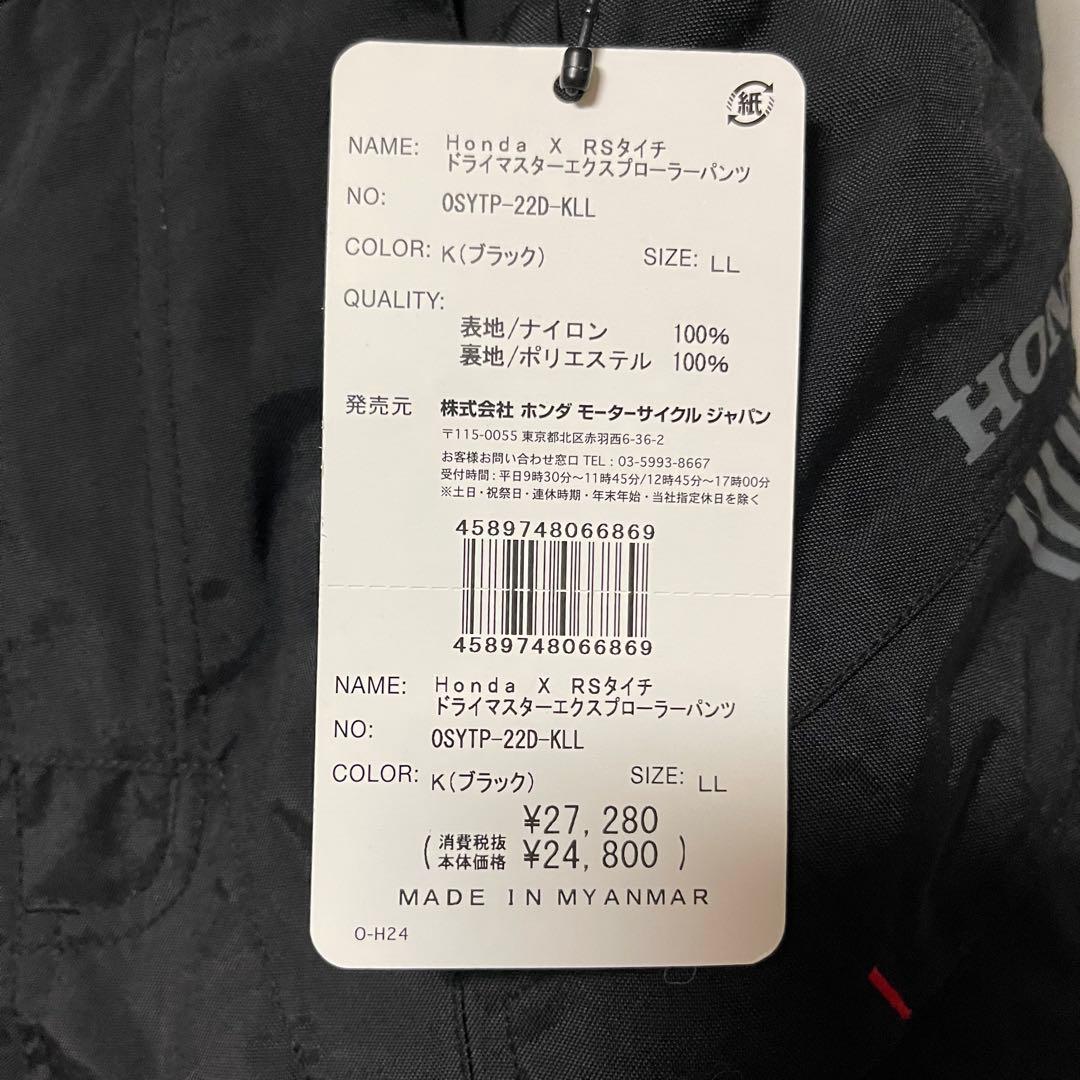 紙
NAME: Honda X RSタイチ
ドライマスターエクスプローラーパンツ
NO: OSYTP-22D-KLL
COLOR: K(ブラック) SIZE: LL
QUALITY:
表地/ナイロン 100%
裏地/ポリエステル 100%
発売元 株式会社 ホンダ モーターサイクル ジャパン
〒115-0055 東京都北区赤羽西6-36-2
お客様お問い合わせ窓口 TEL : 03-5993-8667
受付時間 : 平日9時30分~11時45分/12時45分~17時00分
※土日・祝祭日・連休時期・年末年始・当社指定休日を除く
4589748066869
4589748066869
NAME: Honda X RSタイチ
ドライマスターエクスプローラーパンツ
NO: OSYTP-22D-KLL
COLOR: K(ブラック) SIZE: LL
¥27,280
(消費税抜本体価格 ¥24,800)
MADE IN MYANMAR
O-H24